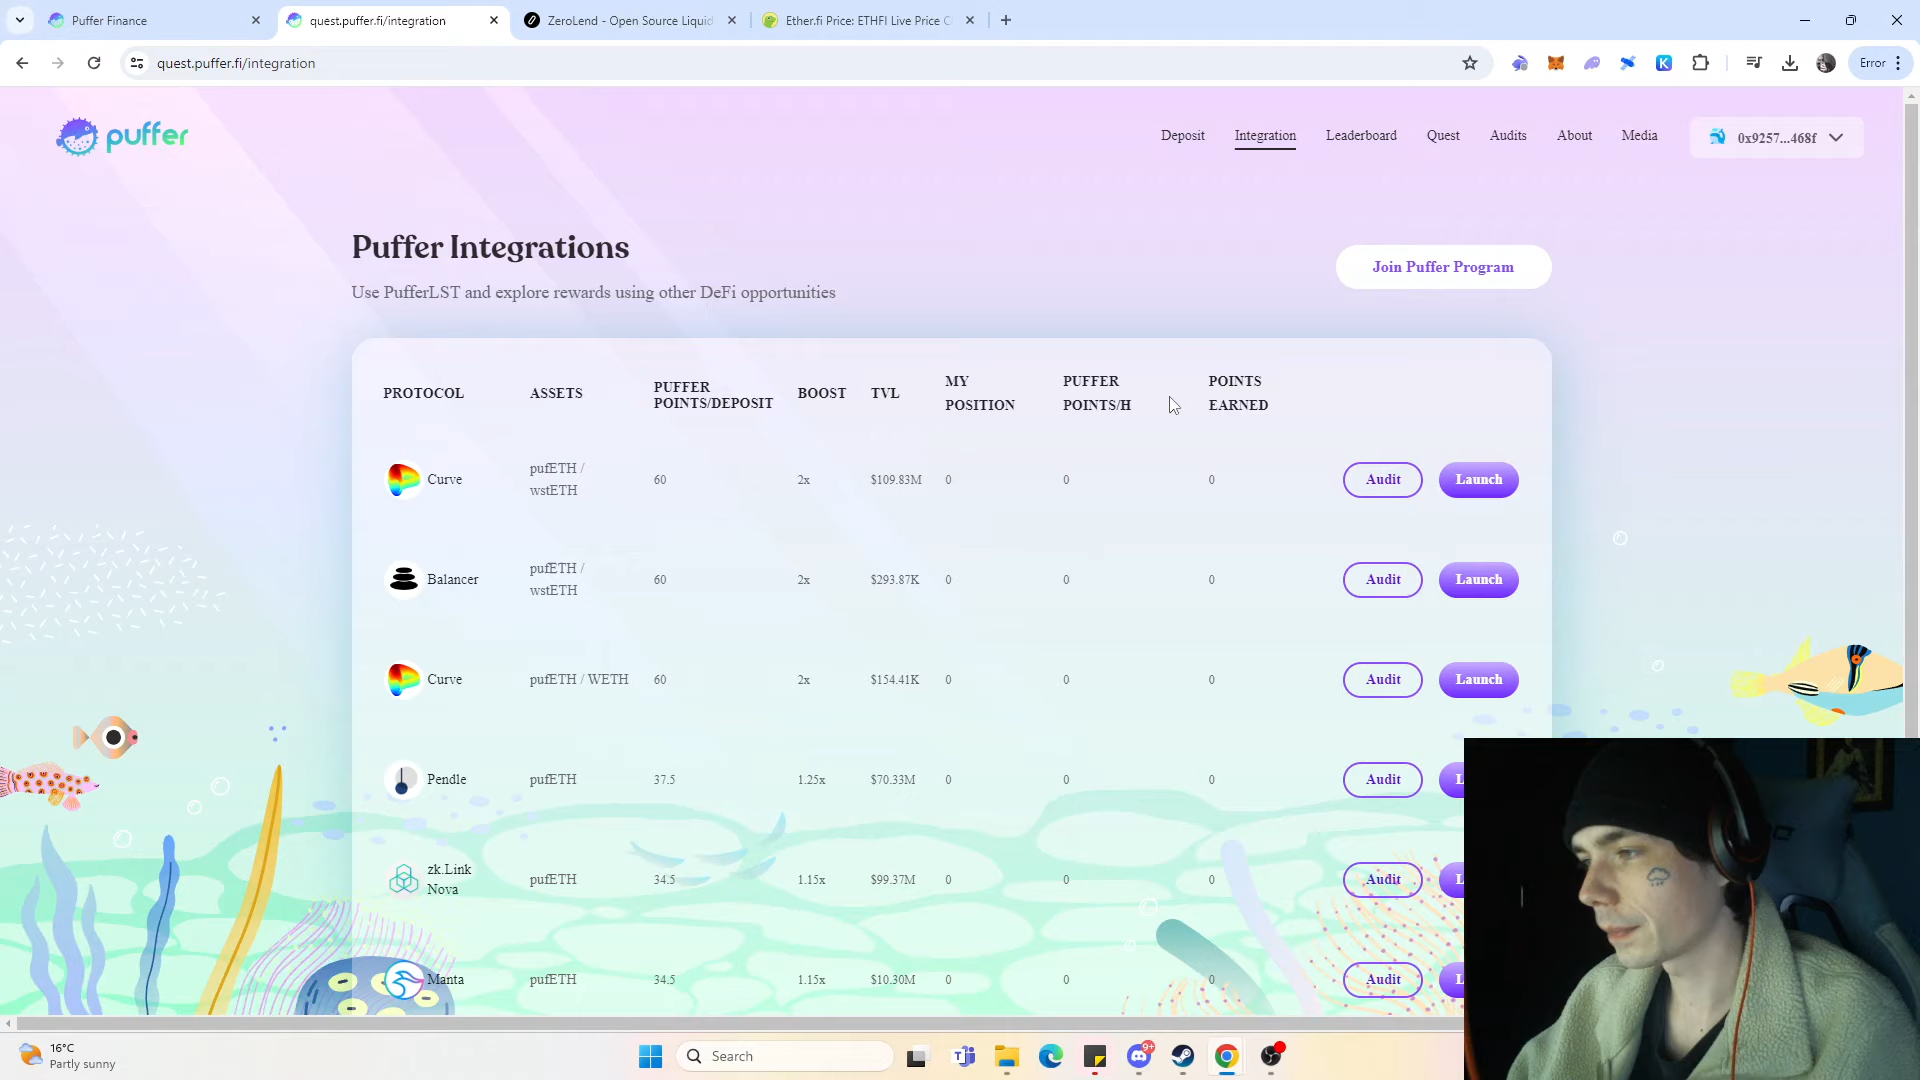 Puffer Finance
quest.puffer.fi/integration
ZeroLend - Open Source Liquid
Ether.fi Price: ETHFI Live Price C
quest.puffer.fi/integration
Error
puffer
Deposit
Integration
Leaderboard
Quest
Audits
About
Media
0x9257...468f
Puffer Integrations
Join Puffer Program
Use PufferLST and explore rewards using other DeFi opportunities
PROTOCOL
ASSETS
PUFFER
POINTS/DEPOSIT
BOOST
TVL
MY
POSITION
PUFFER
POINTS/H
POINTS
EARNED
Curve
pufETH /
wstETH
60
2x
$109.83M
0
0
0
Audit
Launch
Balancer
pufETH /
wstETH
60
2x
$293.87K
0
0
0
Audit
Launch
Curve
pufETH / WETH
60
2x
$154.41K
0
0
0
Audit
Launch
Pendle
pufETH
37.5
1.25x
$70.33M
0
0
0
Audit
L
zk.Link
Nova
pufETH
34.5
1.15x
$99.37M
0
0
0
Audit
L
Manta
pufETH
34.5
1.15x
$10.30M
0
0
0
Audit
L
16°C
Partly sunny
Search
9+